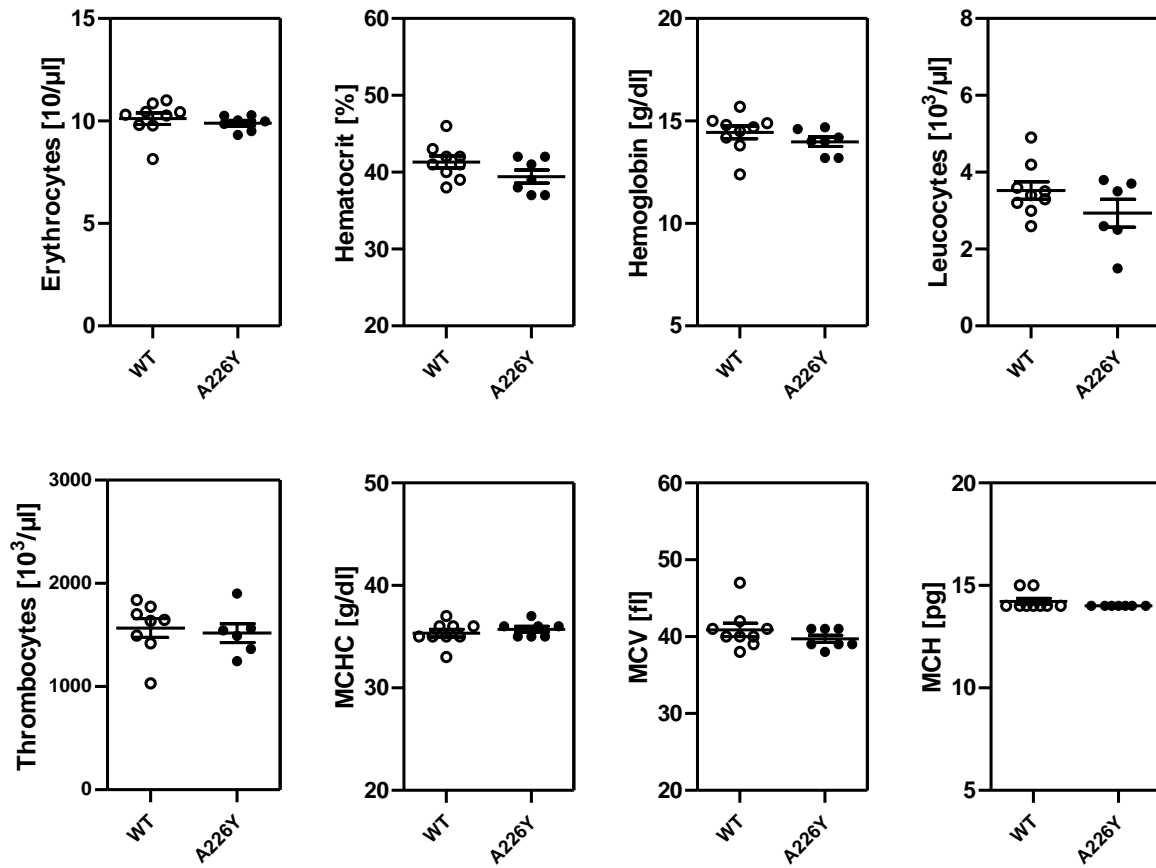 Erythrocytes [10/µl]
15
10
5
0
WT
A226Y
Hematocrit [%]
60
50
40
30
20
WT
A226Y
Hemoglobin [g/dl]
20
15
10
5
WT
A226Y
Leucocytes [10³/µl]
8
6
4
2
0
WT
A226Y
Thrombocytes [10³/µl]
3000
2000
1000
0
WT
A226Y
MCHC [g/dl]
50
40
30
20
WT
A226Y
MCV [fl]
60
50
40
30
20
WT
A226Y
MCH [pg]
20
15
10
5
WT
A226Y